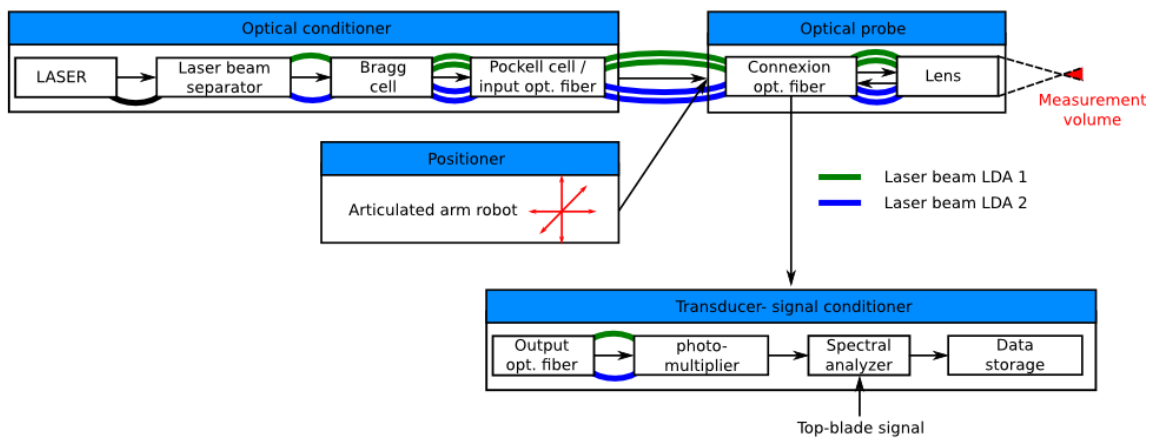 Optical conditioner
LASER
Laser beam
separator
Bragg
cell
Pockell cell /
input opt. fiber
Optical probe
Connexion
opt. fiber
Lens
Measurement
volume
Positioner
Articulated arm robot
Laser beam LDA 1
Laser beam LDA 2
Transducer- signal conditioner
Output
opt. fiber
photo-
multiplier
Spectral
analyzer
Data
storage
Top-blade signal